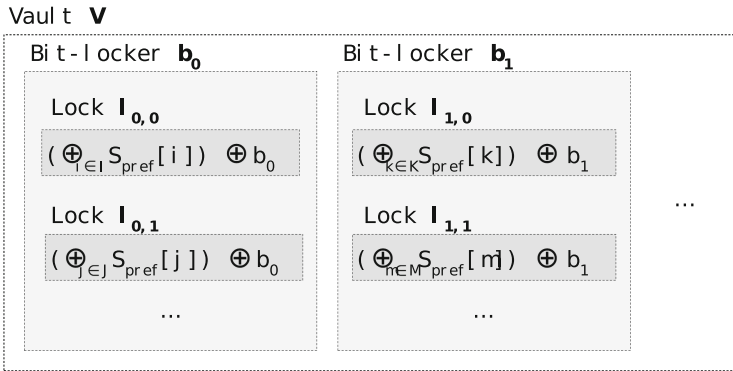 Vault V
Bit-locker b0 Bit-locker b1
Lock l0,0 Lock l1,0
(⊕i∈I Spref[i]) ⊕ b0 (⊕k∈K Spref[k]) ⊕ b1
...
Lock l0,1 Lock l1,1
(⊕j∈J Spref[j]) ⊕ b0 (⊕m∈M Spref[m]) ⊕ b1
... ...